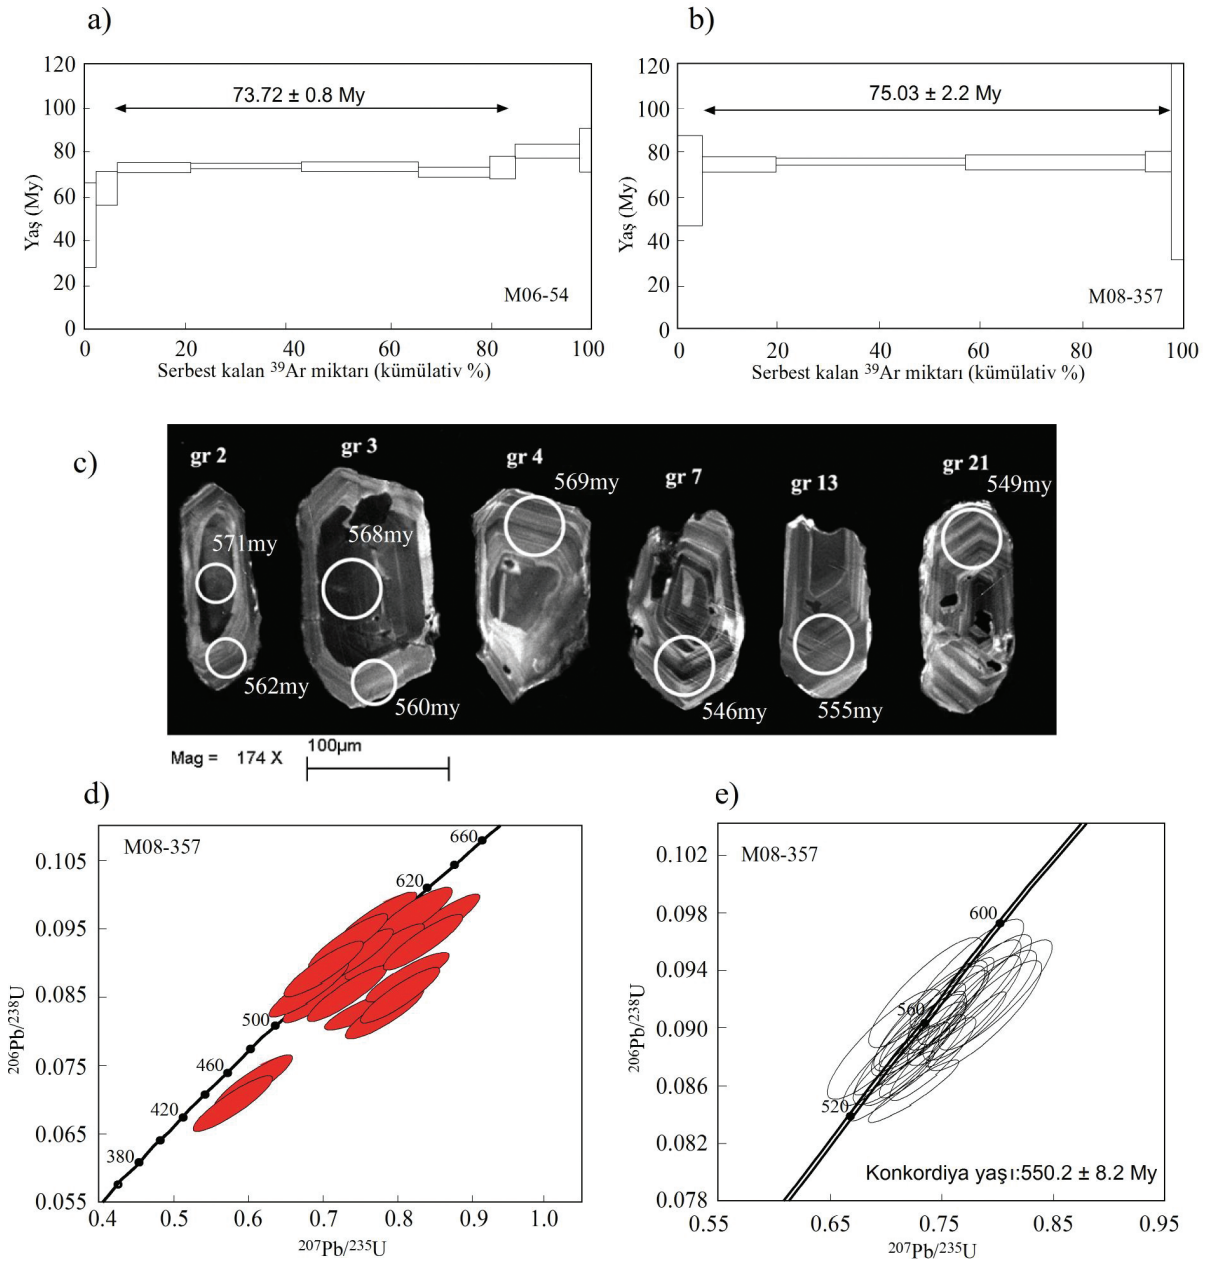 a)
120
100
80
60
40
20
0
Yaş (My)
73.72 ± 0.8 My
M06-54
0 20 40 60 80 100
Serbest kalan ³⁹Ar miktarı (kümülativ %)
b)
120
100
80
60
40
20
0
Yaş (My)
75.03 ± 2.2 My
M08-357
0 20 40 60 80 100
Serbest kalan ³⁹Ar miktarı (kümülativ %)
c)
gr 2
gr 3
gr 4
gr 7
gr 13
gr 21
571my
562my
568my
560my
569my
546my
555my
549my
Mag = 174 X
100µm
d)
M08-357
0.105
0.095
0.085
0.075
0.065
0.055
²⁰⁶Pb/²³⁸U
660
620
500
460
420
380
0.4 0.5 0.6 0.7 0.8 0.9 1.0
²⁰⁷Pb/²³⁵U
e)
M08-357
0.102
0.098
0.094
0.090
0.086
0.082
0.078
²⁰⁶Pb/²³⁸U
600
560
520
Konkordiya yaşı:550.2 ± 8.2 My
0.55 0.65 0.75 0.85 0.95
²⁰⁷Pb/²³⁵U